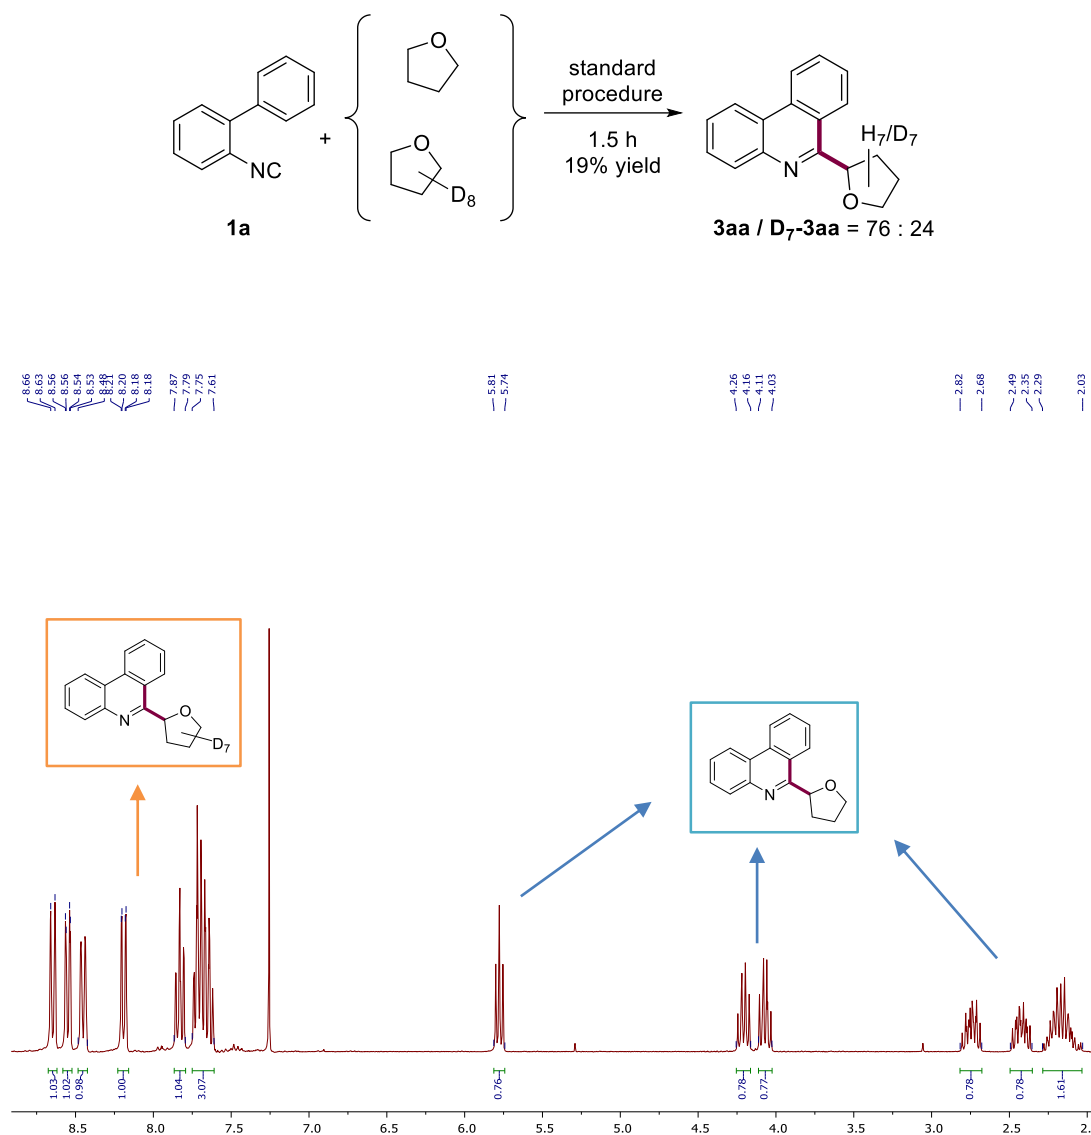 O
O
D8
NC
+
1a
standard
procedure
1.5 h
19% yield
H7/D7
N
O
3aa / D7-3aa = 76 : 24
8.66
8.63
8.56
8.56
8.54
8.53
8.48
8.21
8.20
8.18
8.18
7.87
7.79
7.75
7.61
5.81
5.74
4.26
4.16
4.11
4.03
2.82
2.68
2.49
2.35
2.29
2.03
O
N
D7
O
N
1.03
1.02
0.98
1.00
1.04
3.07
0.76
0.78
0.77
0.78
0.78
1.61
8.5 8.0 7.5 7.0 6.5 6.0 5.5 5.0 4.5 4.0 3.5 3.0 2.5 2.